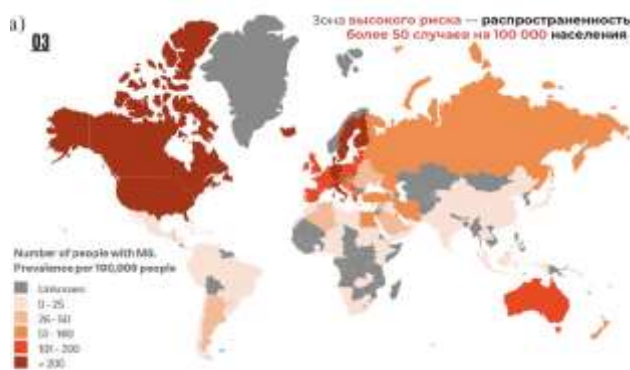 a)
03
Зона высокого риска — распространенность
более 50 случаев на 100 000 населения
Number of people with MS.
Prevalence per 100,000 people
Unknown
0 - 25
26 - 50
51 - 100
101 - 200
> 200